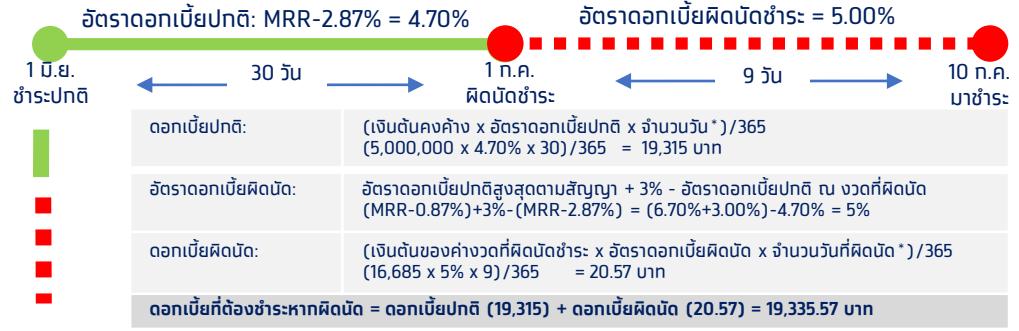 อัตราดอกเบี้ยปกติ: MRR-2.87% = 4.70%
อัตราดอกเบี้ยผิดนัดชำระ = 5.00%
1 มิ.ย.
ชำระปกติ
30 วัน
1 ก.ค.
ผิดนัดชำระ
9 วัน
10 ก.ค.
มาชำระ
ดอกเบี้ยปกติ:
(เงินต้นคงค้าง x อัตราดอกเบี้ยปกติ x จำนวนวัน*)/365
(5,000,000 x 4.70% x 30)/365 = 19,315 บาท
อัตราดอกเบี้ยผิดนัด:
อัตราดอกเบี้ยปกติสูงสุดตามสัญญา + 3% - อัตราดอกเบี้ยปกติ ณ งวดที่ผิดนัด
(MRR-0.87%)+3%-(MRR-2.87%) = (6.70%+3.00%)-4.70% = 5%
ดอกเบี้ยผิดนัด:
(เงินต้นของค่างวดที่ผิดนัดชำระ x อัตราดอกเบี้ยผิดนัด x จำนวนวันที่ผิดนัด*)/365
(16,685 x 5% x 9)/365 = 20.57 บาท
ดอกเบี้ยที่ต้องชำระหากผิดนัด = ดอกเบี้ยปกติ (19,315) + ดอกเบี้ยผิดนัด (20.57) = 19,335.57 บาท